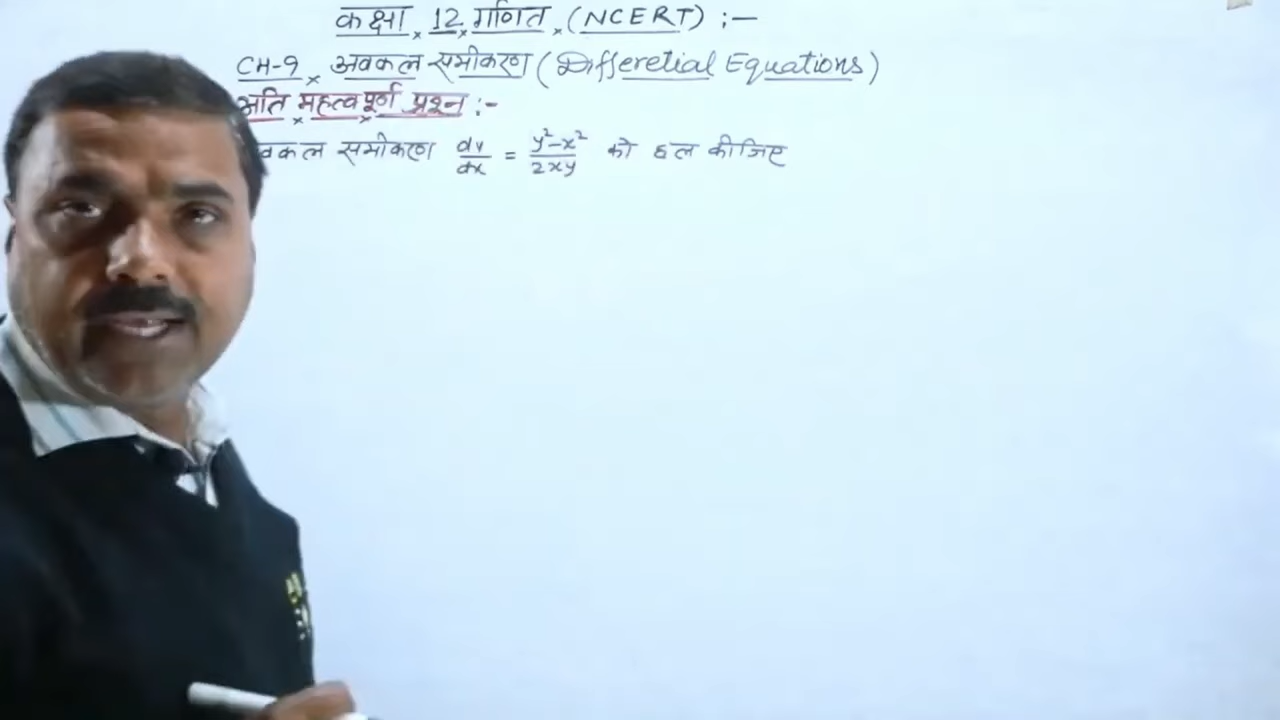 कक्षा 12 गणित (NCERT) :-
CH-9 अवकल समीकरण (Differetial Equations)
अति महत्वपूर्ण प्रश्न :-
समीकरण dy/dx = y²-x²/2xy को हल कीजिए